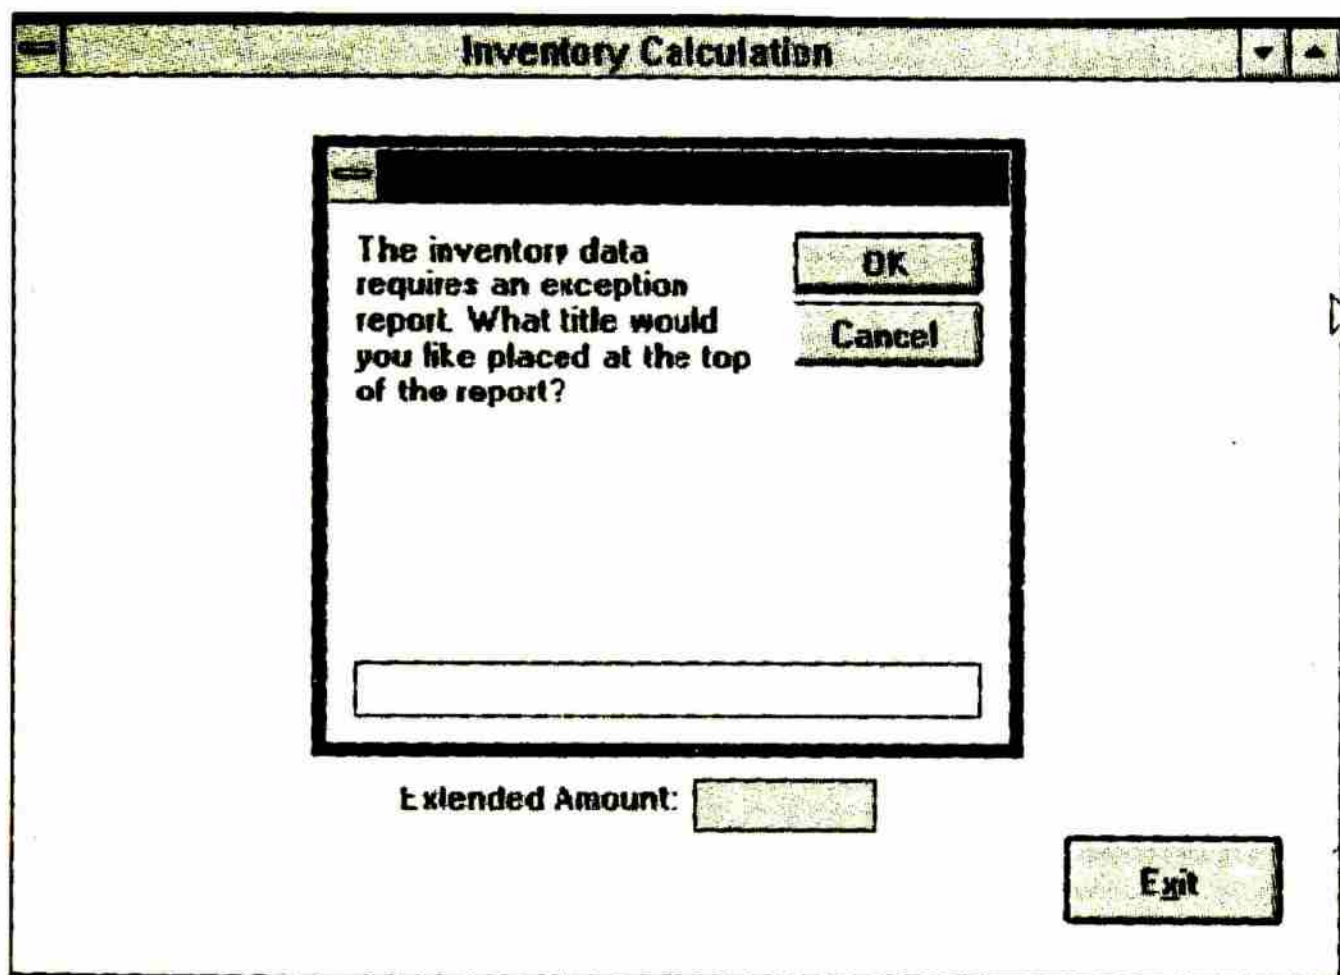 Inventory Calculation
The inventory data
requires an exception
report. What title would
you like placed at the top
of the report?
OK
Cancel
Extended Amount:
Exit